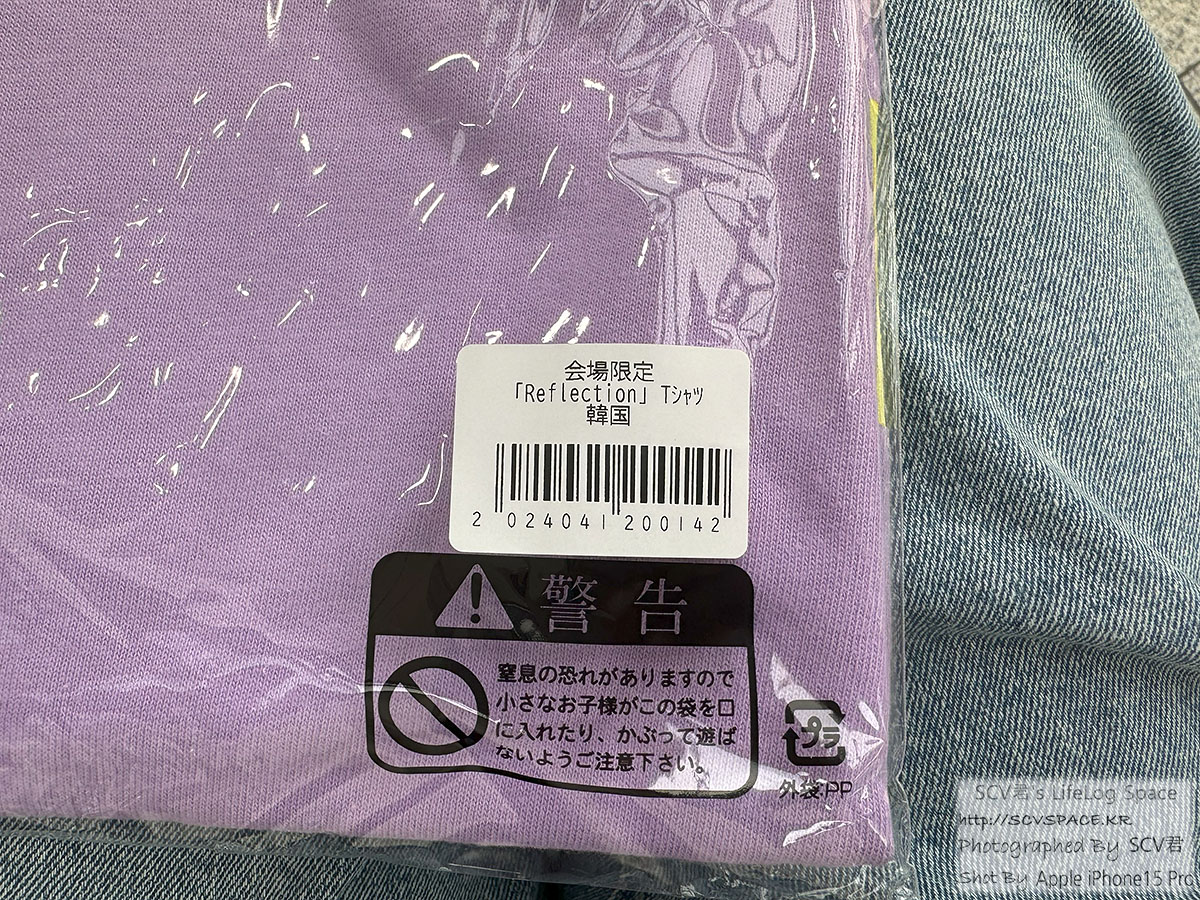 会場限定
「Reflection」Tシャツ
韓国
2 024041 200142
警告
窒息の恐れがありますので
小さなお子様がこの袋を口
に入れたり、かぶって遊ば
ないようご注意下さい。
プラ
外袋:PP
SCV君's LifeLog Space
http://SCVSPACE.KR
Photographed By SCV君
Shot By Apple iPhone15 Pro